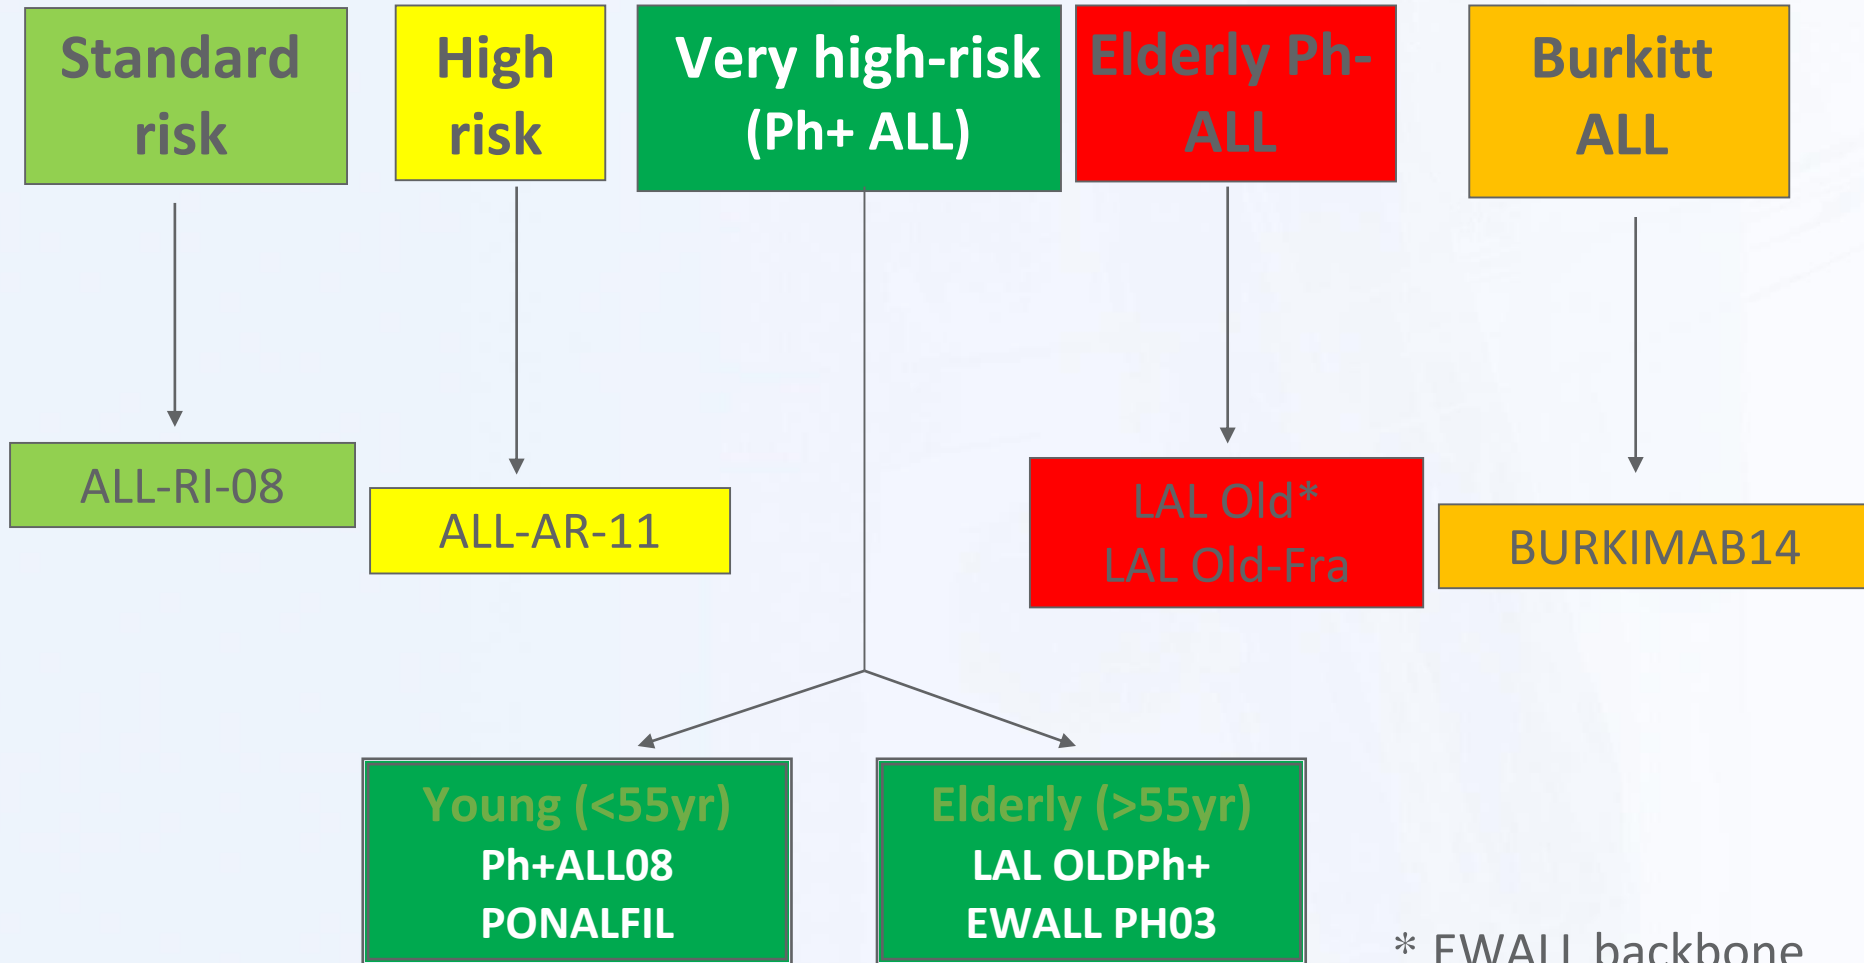 Standard
risk
High
risk
Very high-risk
(Ph+ ALL)
Elderly Ph-
ALL
Burkitt
ALL
ALL-RI-08
ALL-AR-11
LAL Old*
LAL Old-Fra
BURKIMAB14
Young (<55yr)
Ph+ALL08
PONALFIL
Elderly (>55yr)
LAL OLDPh+
EWALL PH03
* EWALL backbone